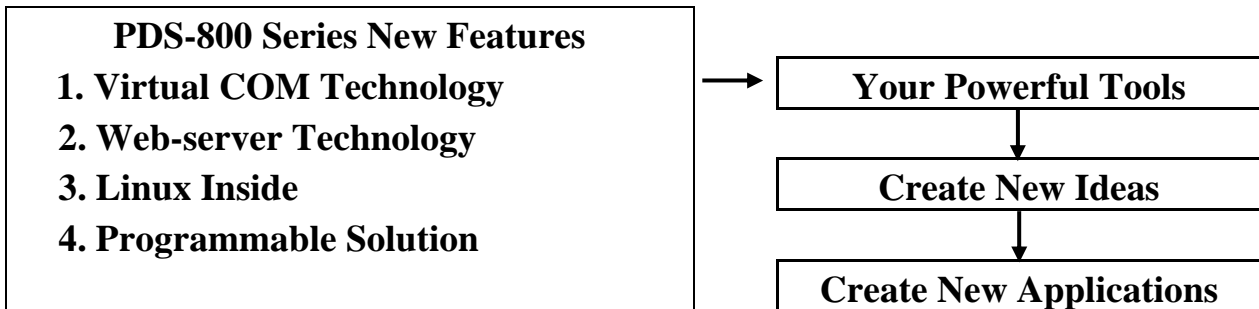 PDS-800 Series New Features
1. Virtual COM Technology
2. Web-server Technology
3. Linux Inside
4. Programmable Solution
Your Powerful Tools
Create New Ideas
Create New Applications